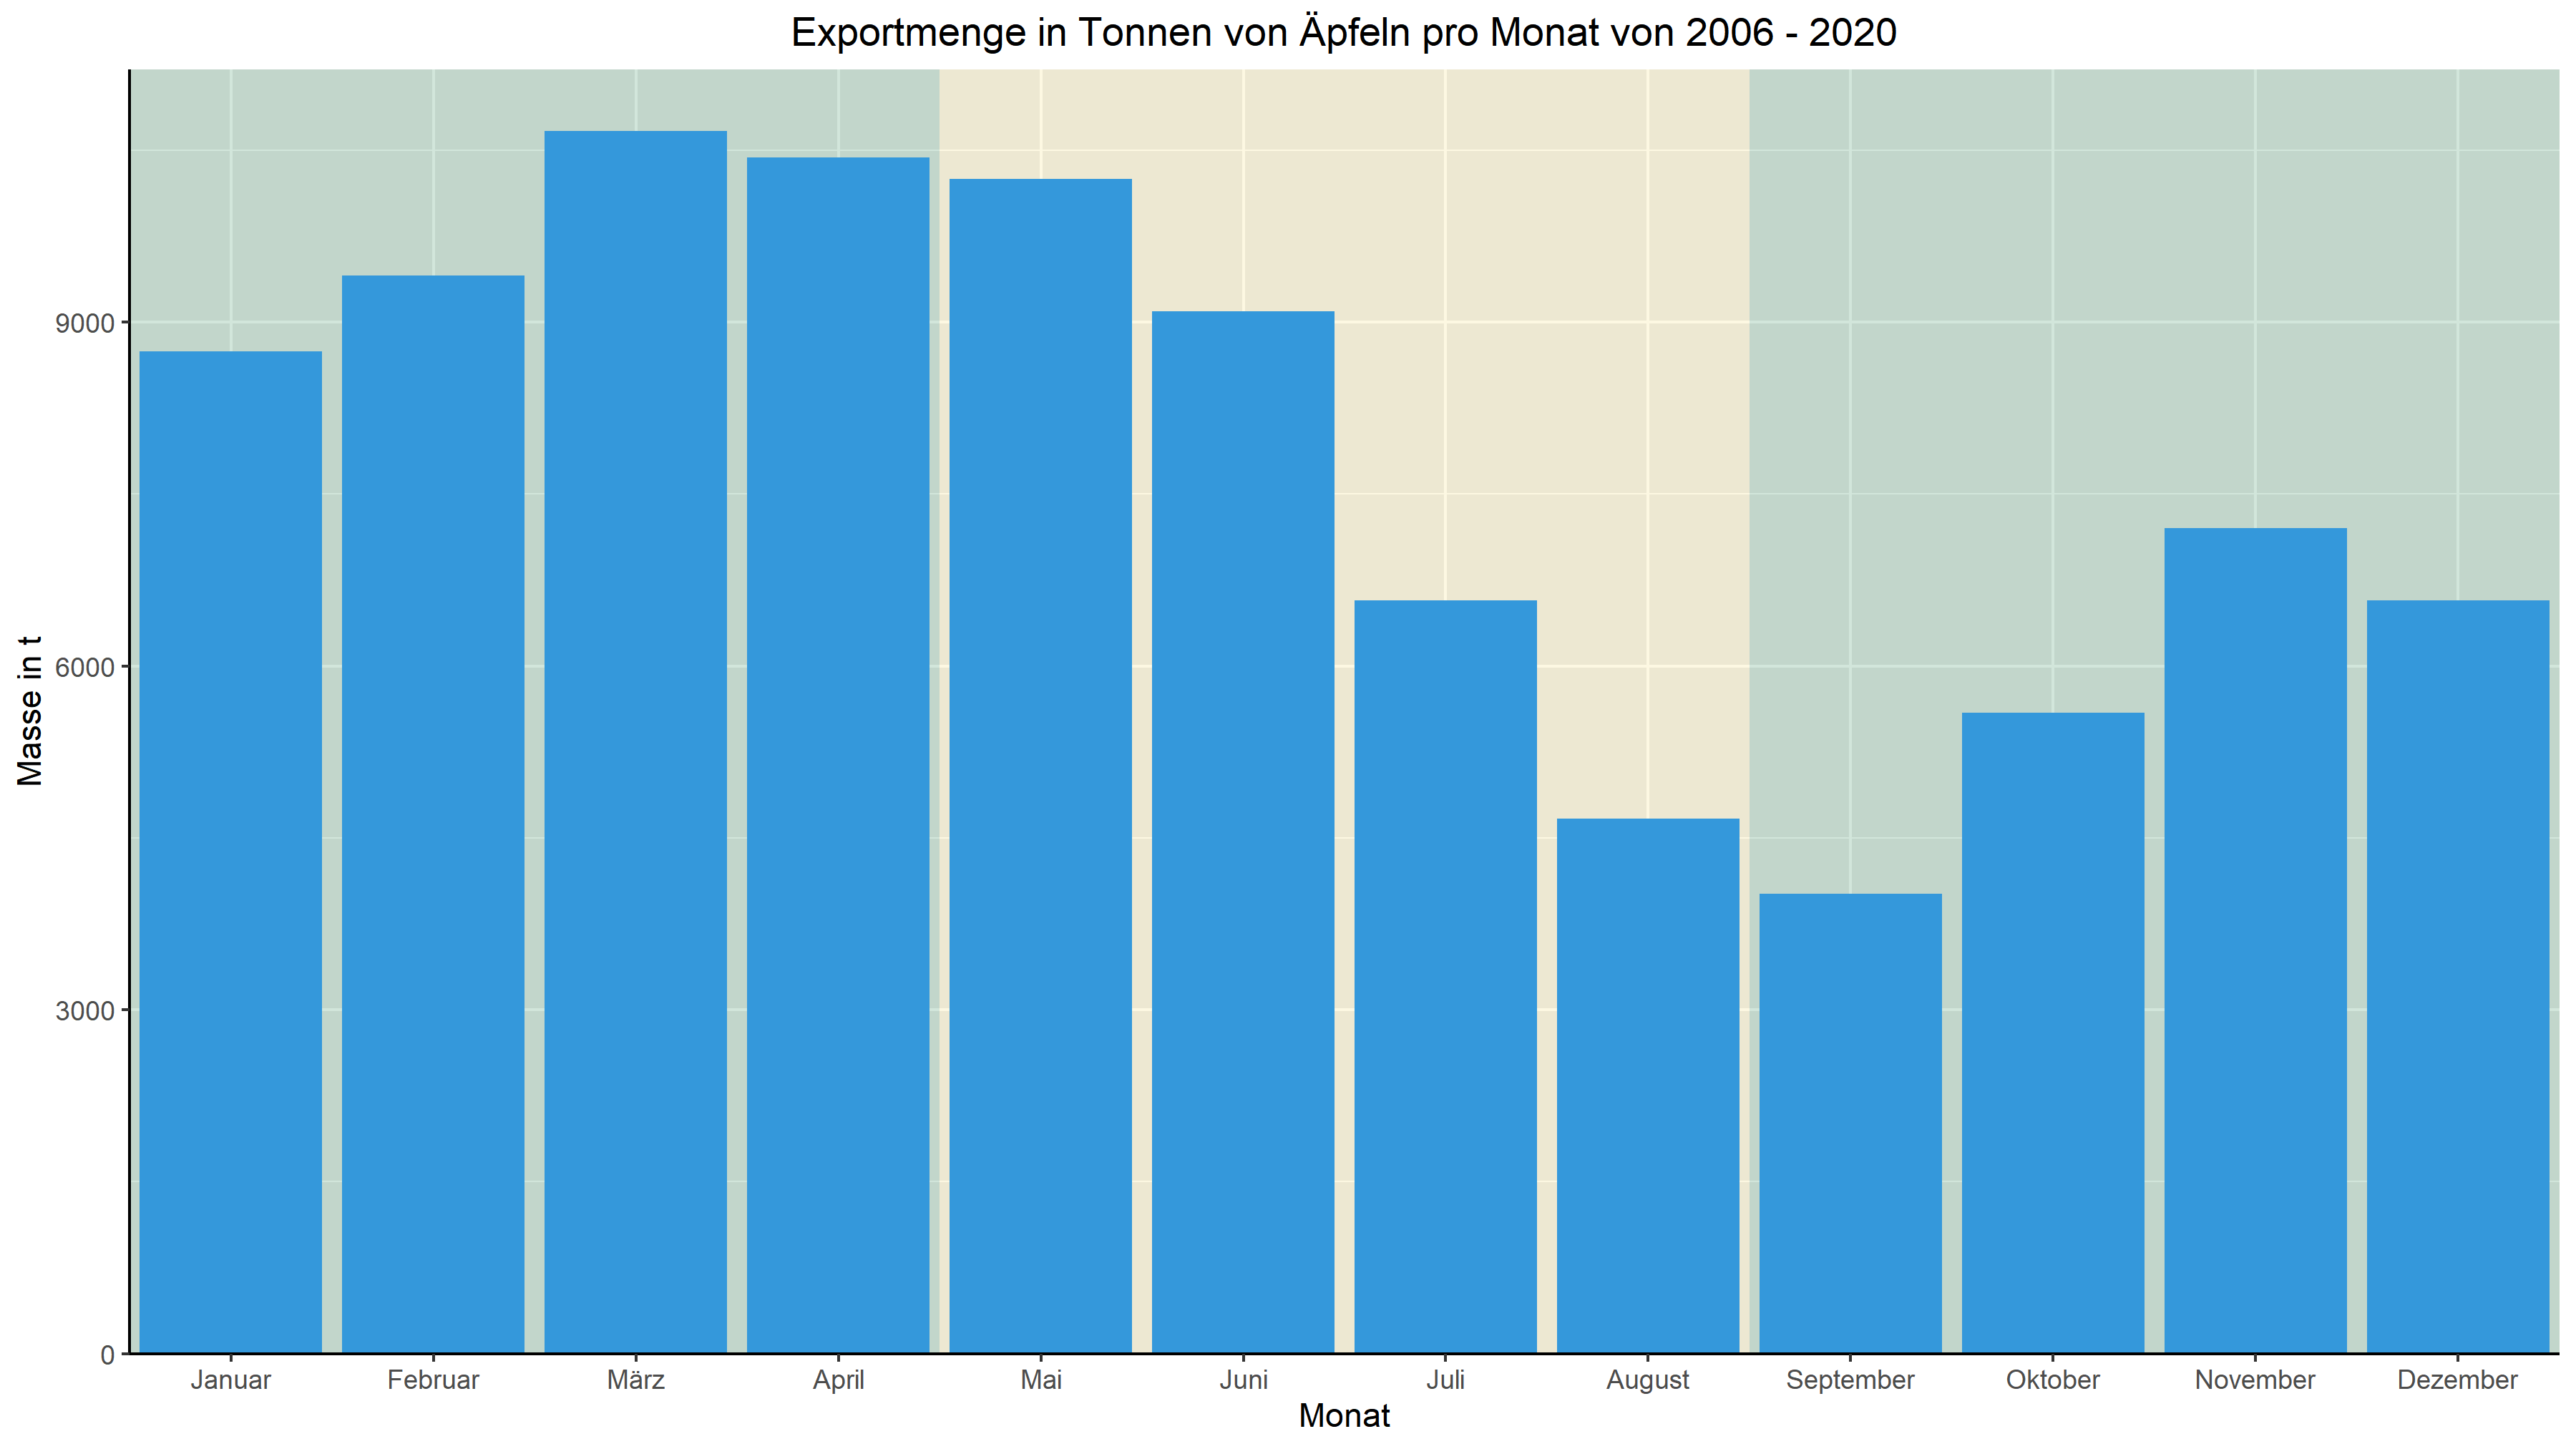 Exportmenge in Tonnen von Äpfeln pro Monat von 2006 - 2020
Masse in t
9000
6000
3000
0
Januar Februar März April Mai Juni Juli August September Oktober November Dezember
Monat